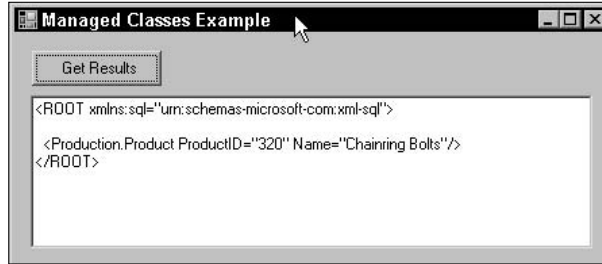 Managed Classes Example
Get Results
<ROOT xmlns:sql="urn:schemas-microsoft-com:xml-sql">
<Production.Product ProductID="320" Name="Chainring Bolts"/>
</ROOT>